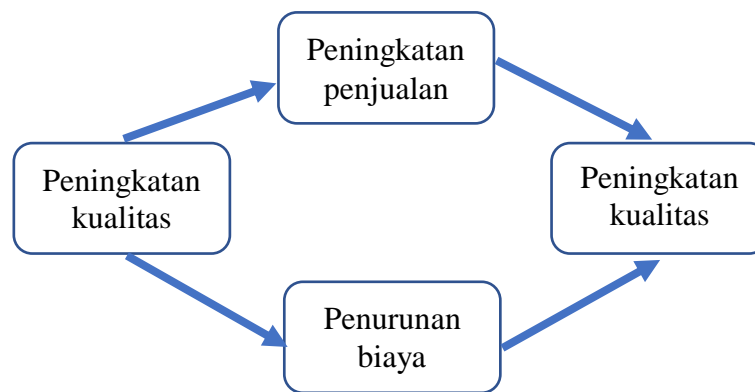 Peningkatan
penjualan
Peningkatan
kualitas
Peningkatan
kualitas
Penurunan
biaya